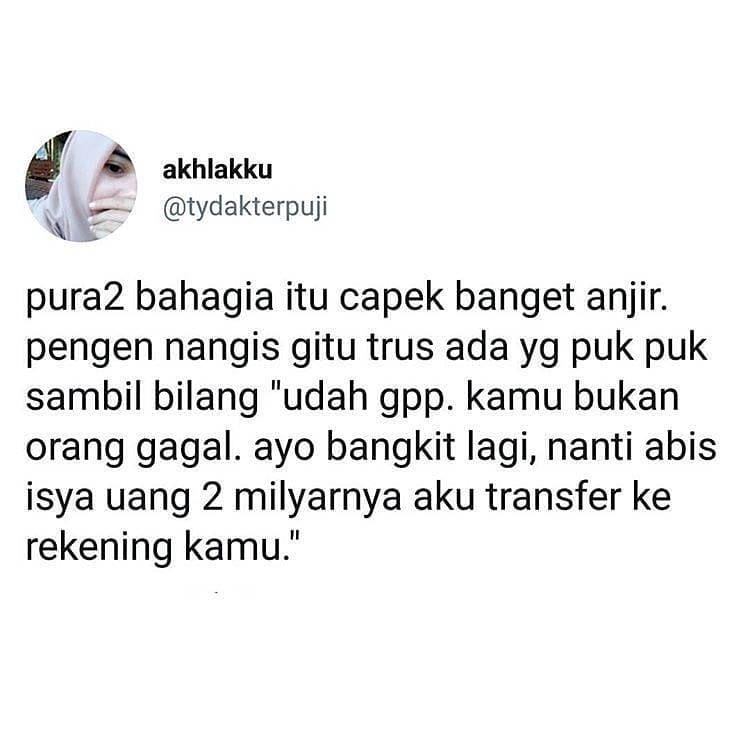 akhlakku
@tydakterpuji
pura2 bahagia itu capek banget anjir.
pengen nangis gitu trus ada yg puk puk
sambil bilang "udah gpp. kamu bukan
orang gagal. ayo bangkit lagi, nanti abis
isya uang 2 milyarnya aku transfer ke
rekening kamu."